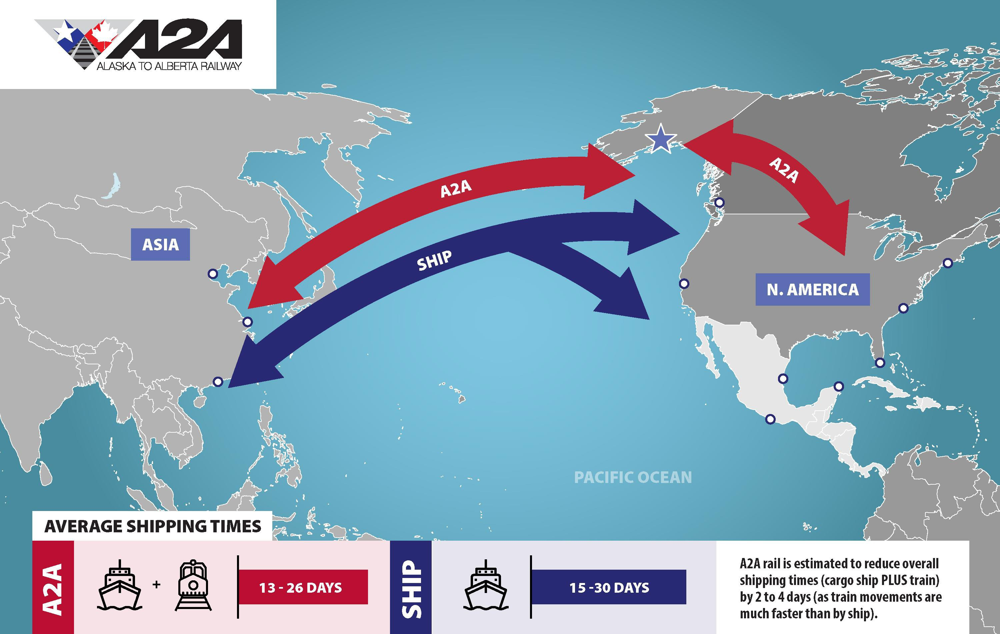 A2A
ALASKA TO ALBERTA RAILWAY
A2A
A2A
SHIP
ASIA
N. AMERICA
PACIFIC OCEAN
AVERAGE SHIPPING TIMES
A2A
+
13 - 26 DAYS
SHIP
15 -30 DAYS
A2A rail is estimated to reduce overall
shipping times (cargo ship PLUS train)
by 2 to 4 days (as train movements are
much faster than by ship).